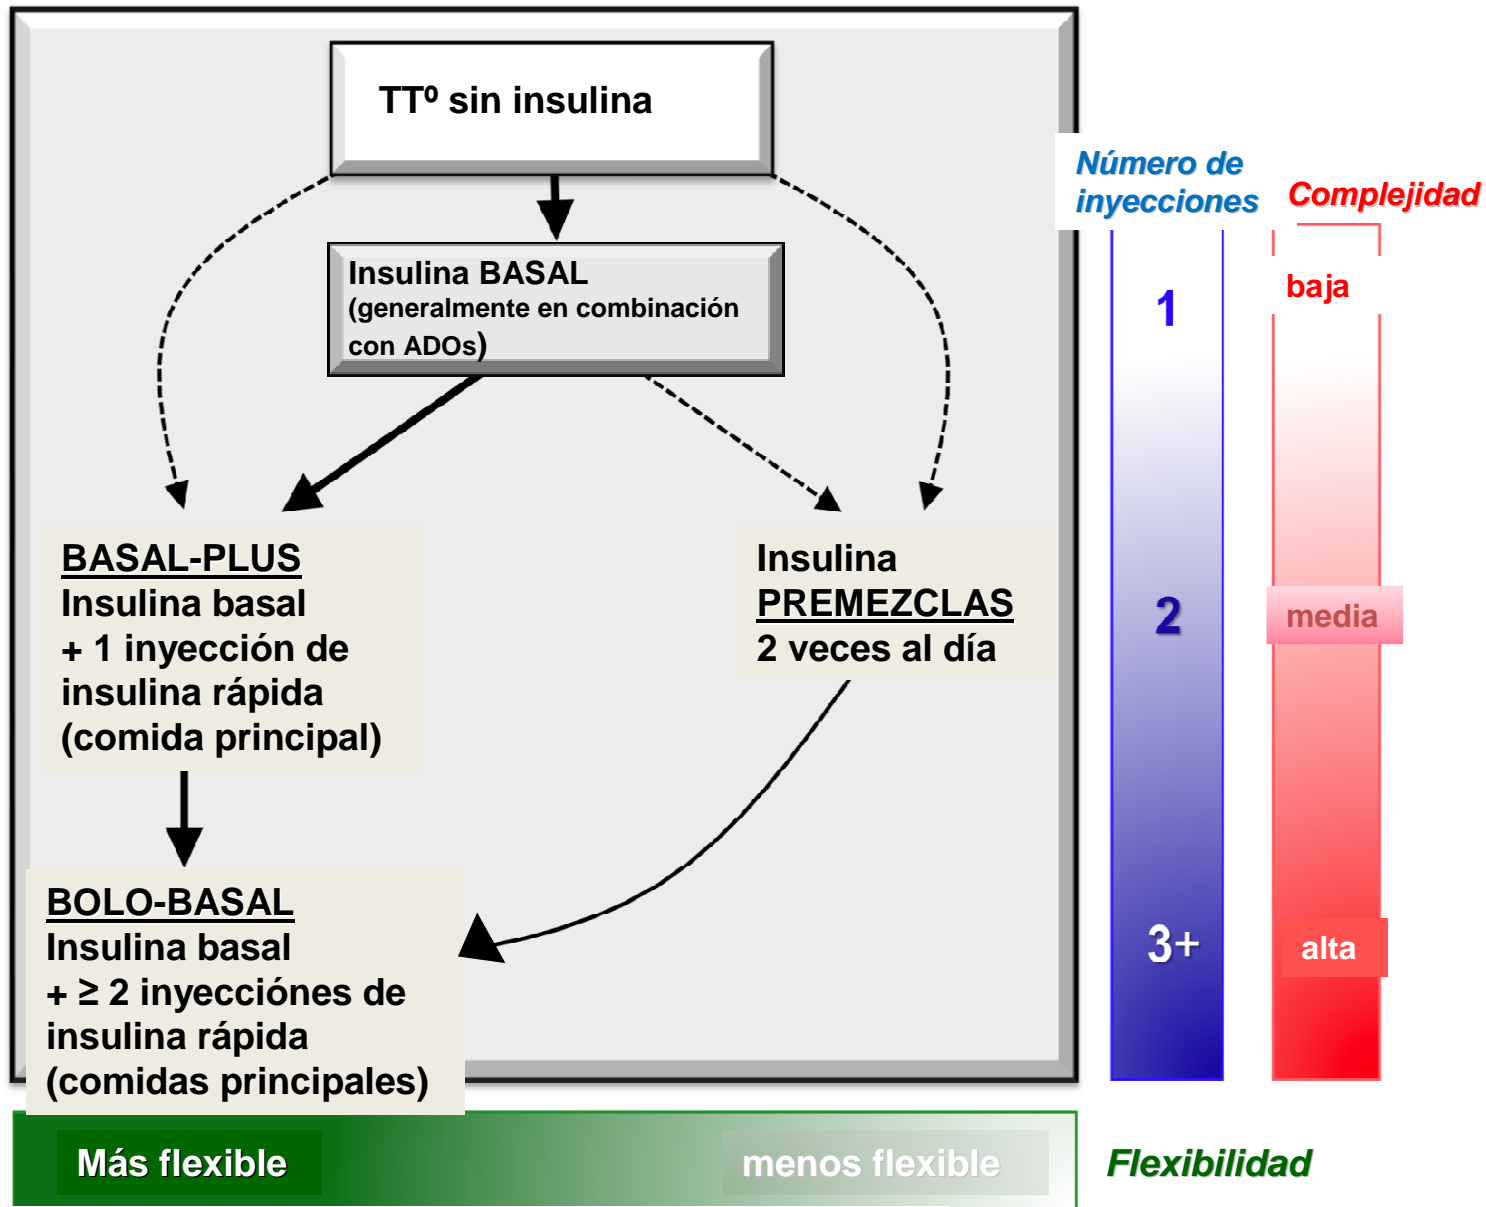 TTº sin insulina
Número de
inyecciones
Complejidad
Insulina BASAL
(generalmente en combinación
con ADOs)
1
baja
BASAL-PLUS
Insulina basal
+ 1 inyección de
insulina rápida
(comida principal)
Insulina
PREMEZCLAS
2 veces al día
2
media
BOLO-BASAL
Insulina basal
+ ≥ 2 inyecciónes de
insulina rápida
(comidas principales)
3+
alta
Más flexible
menos flexible
Flexibilidad